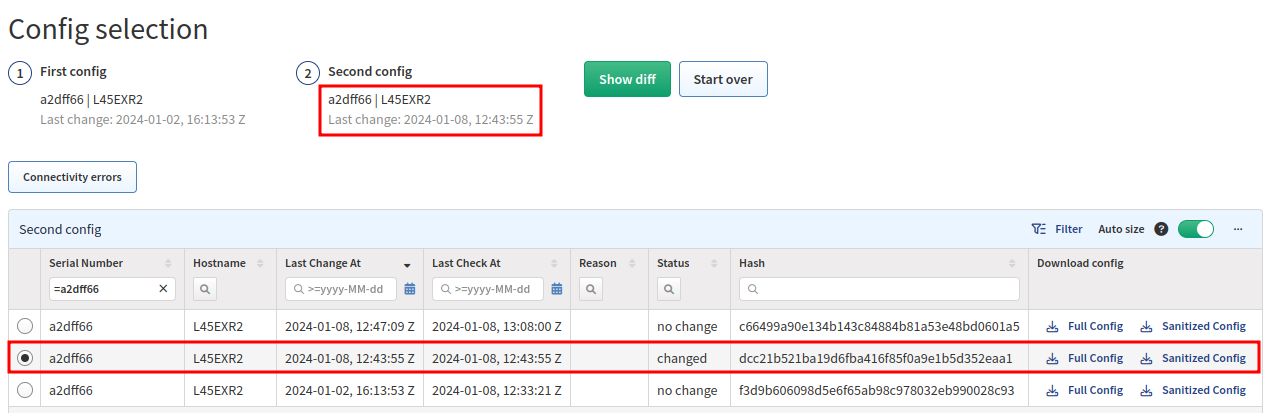 Config selection
1 First config
a2dff66 | L45EXR2
Last change: 2024-01-02, 16:13:53 Z
2 Second config
a2dff66 | L45EXR2
Last change: 2024-01-08, 12:43:55 Z
Show diff
Start over
Connectivity errors
Second config
Filter Auto size ? ...
Serial Number Hostname Last Change At Last Check At Reason Status Hash Download config
=a2dff66 >=yyyy-MM-dd >=yyyy-MM-dd
a2dff66 L45EXR2 2024-01-08, 12:47:09 Z 2024-01-08, 13:08:00 Z no change c66499a90e134b143c84884b81a53e48bd0601a5 Full Config Sanitized Config
a2dff66 L45EXR2 2024-01-08, 12:43:55 Z 2024-01-08, 12:43:55 Z changed dcc21b521ba19d6fba416f85f0a9e1b5d352eaa1 Full Config Sanitized Config
a2dff66 L45EXR2 2024-01-02, 16:13:53 Z 2024-01-08, 12:33:21 Z no change f3d9b606098d5e6f65ab98c978032eb990028c93 Full Config Sanitized Config